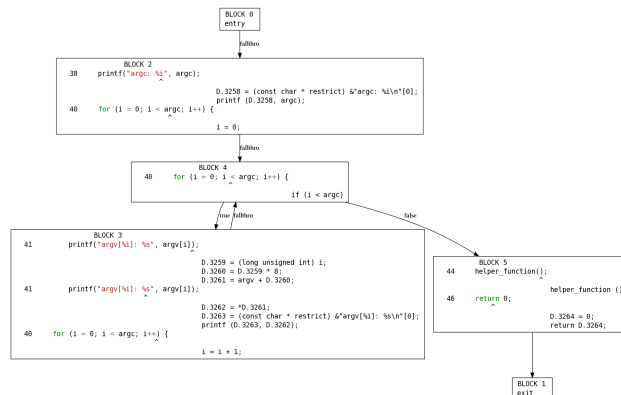 BLOCK 0
entry
fallthru
BLOCK 2
38 printf("argc: %i", argc);
^
D.3258 = (const char * restrict) &"argc: %i\n"[0];
printf (D.3258, argc);
40 for (i = 0; i < argc; i++) {
^
i = 0;
fallthru
BLOCK 4
40 for (i = 0; i < argc; i++) {
^
if (i < argc)
true
fallthru
false
BLOCK 3
41 printf("argv[%i]: %s", argv[i]);
^
D.3259 = (long unsigned int) i;
D.3260 = D.3259 * 8;
D.3261 = argv + D.3260;
41 printf("argv[%i]: %s", argv[i]);
^
D.3262 = *D.3261;
D.3263 = (const char * restrict) &"argv[%i]: %s\n"[0];
printf (D.3263, D.3262);
40 for (i = 0; i < argc; i++) {
^
i = i + 1;
BLOCK 5
44 helper_function();
^
helper_function ()
46 return 0;
^
D.3264 = 0;
return D.3264;
BLOCK 1
exit